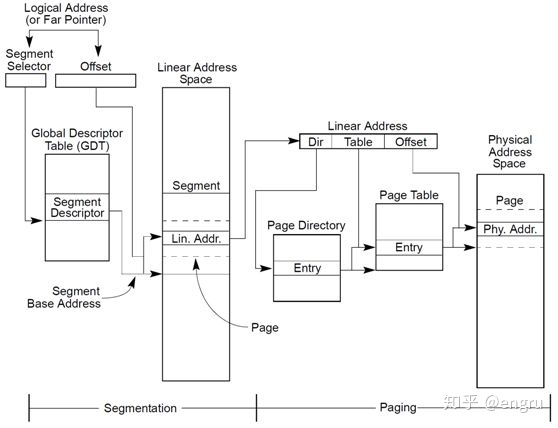 Logical Address
(or Far Pointer)
Segment
Selector
Offset
Global Descriptor
Table (GDT)
Segment
Descriptor
Segment
Base Address
Linear Address
Space
Segment
Lin. Addr.
Page
Linear Address
Dir
Table
Offset
Page Directory
Entry
Page Table
Entry
Physical
Address
Space
Page
Phy. Addr.
Segmentation
Paging
知乎 @engru